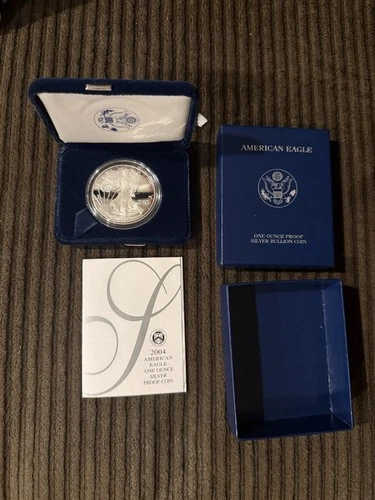 AMERICAN EAGLE
ONE OUNCE PROOF
SILVER BULLION COIN
2004
AMERICAN
EAGLE
ONE OUNCE
SILVER
PROOF COIN